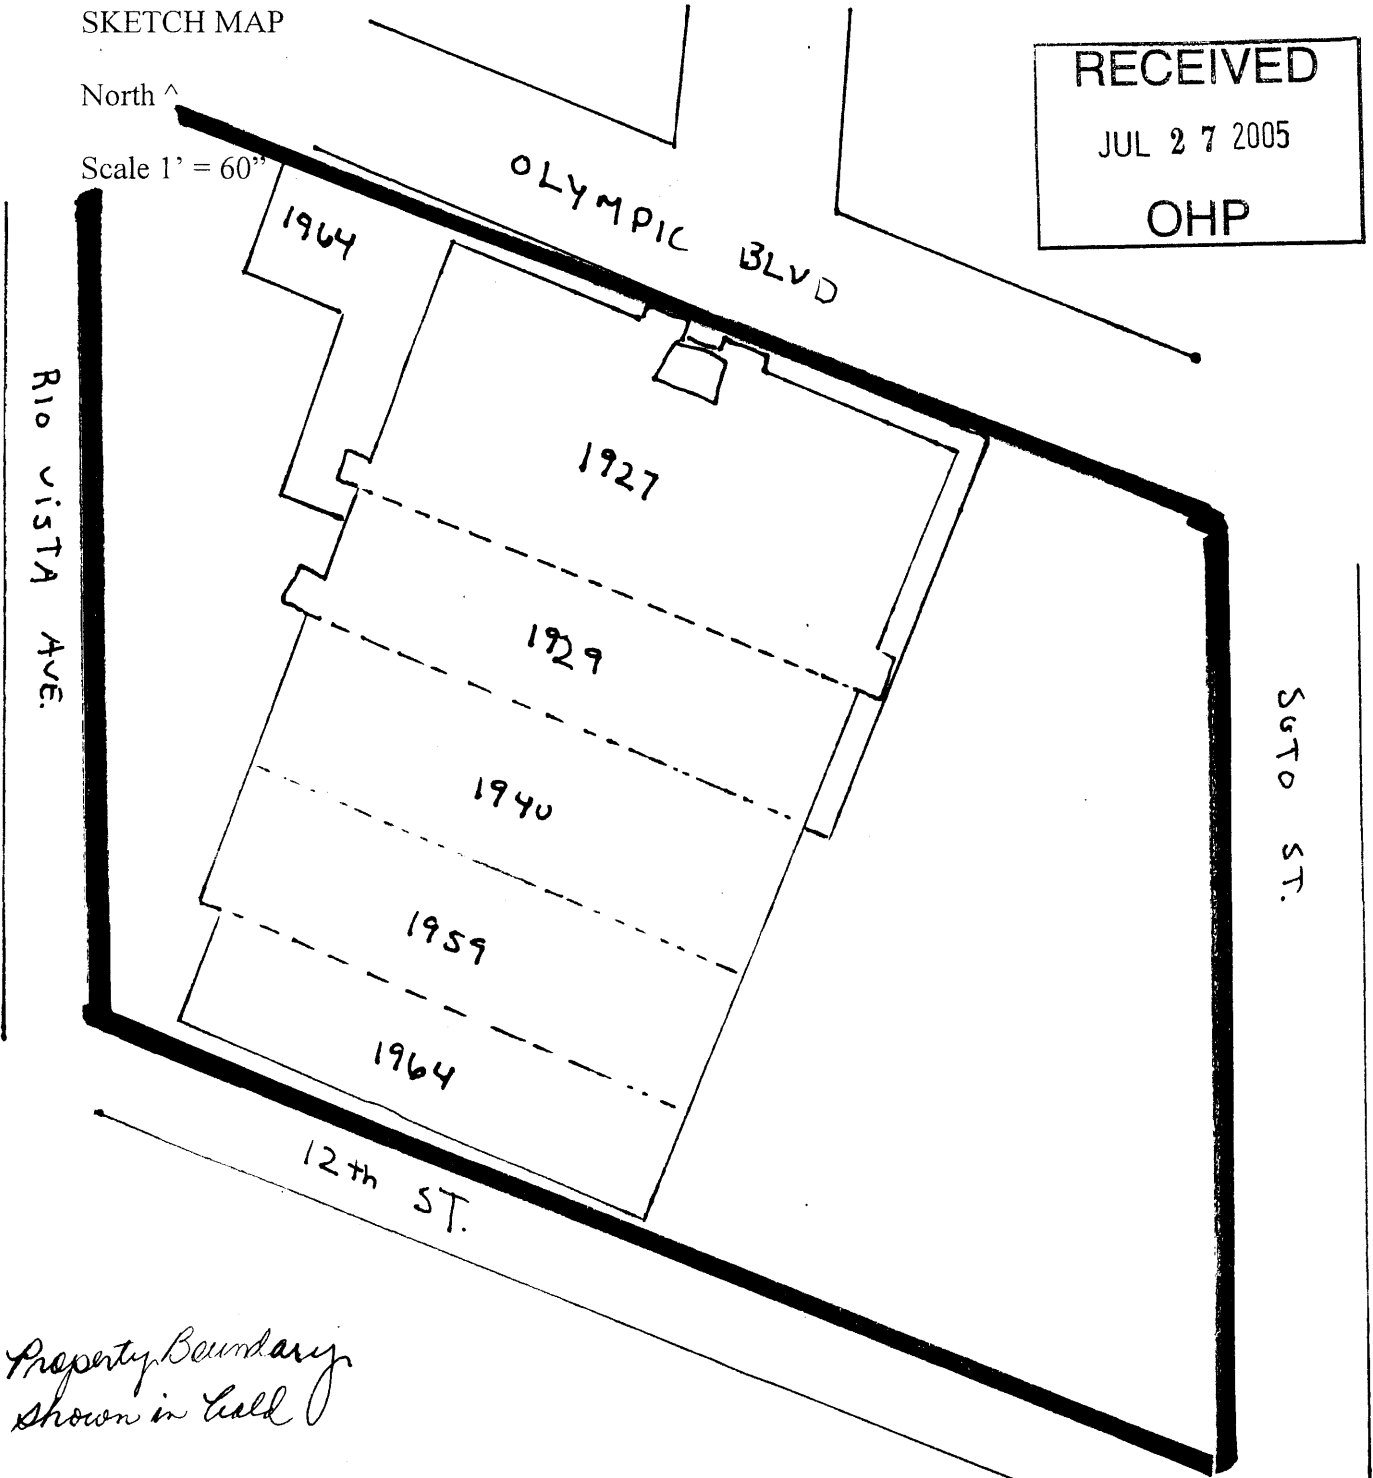 SKETCH MAP
North ^
Scale 1’ = 60”
RECEIVED
JUL 27 2005
OHP
OLYMPIC BLVD
1964
RIO VISTA AVE.
1927
1929
1940
1959
1964
SOTO ST.
12th ST.
Property Boundary
shown in bold